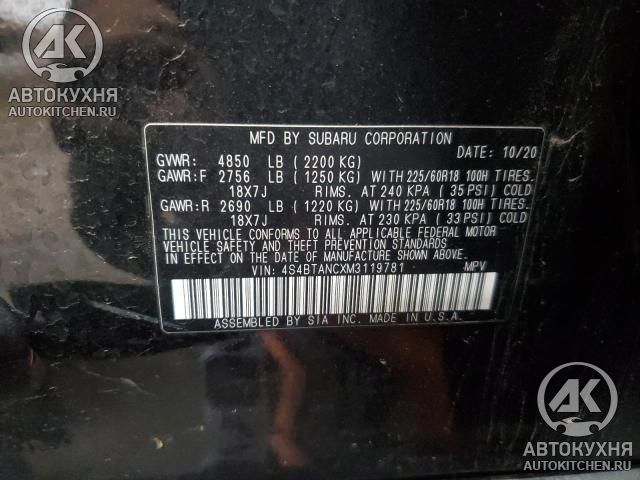 АК
АВТОКУХНЯ
AUTOKITCHEN.RU
MFD BY SUBARU CORPORATION
GVWR: 4850 LB (2200 KG) DATE: 10/20
GAWR:F 2756 LB (1250 KG) WITH 225/60R18 100H TIRES.
18X7J RIMS. AT 240 KPA (35 PSI) COLD
GAWR:R 2690 LB (1220 KG) WITH 225/60R18 100H TIRES.
18X7J RIMS. AT 230 KPA (33 PSI) COLD
THIS VEHICLE CONFORMS TO ALL APPLICABLE FEDERAL MOTOR
VEHICLE SAFETY AND THEFT PREVENTION STANDARDS IN EFFECT ON
THE DATE OF MANUFACTURE SHOWN ABOVE.
VIN: 4S4BTANCXM3119781 MPV
ASSEMBLED BY SIA INC. MADE IN U.S.A.
АК
АВТОКУХНЯ
AUTOKITCHEN.RU